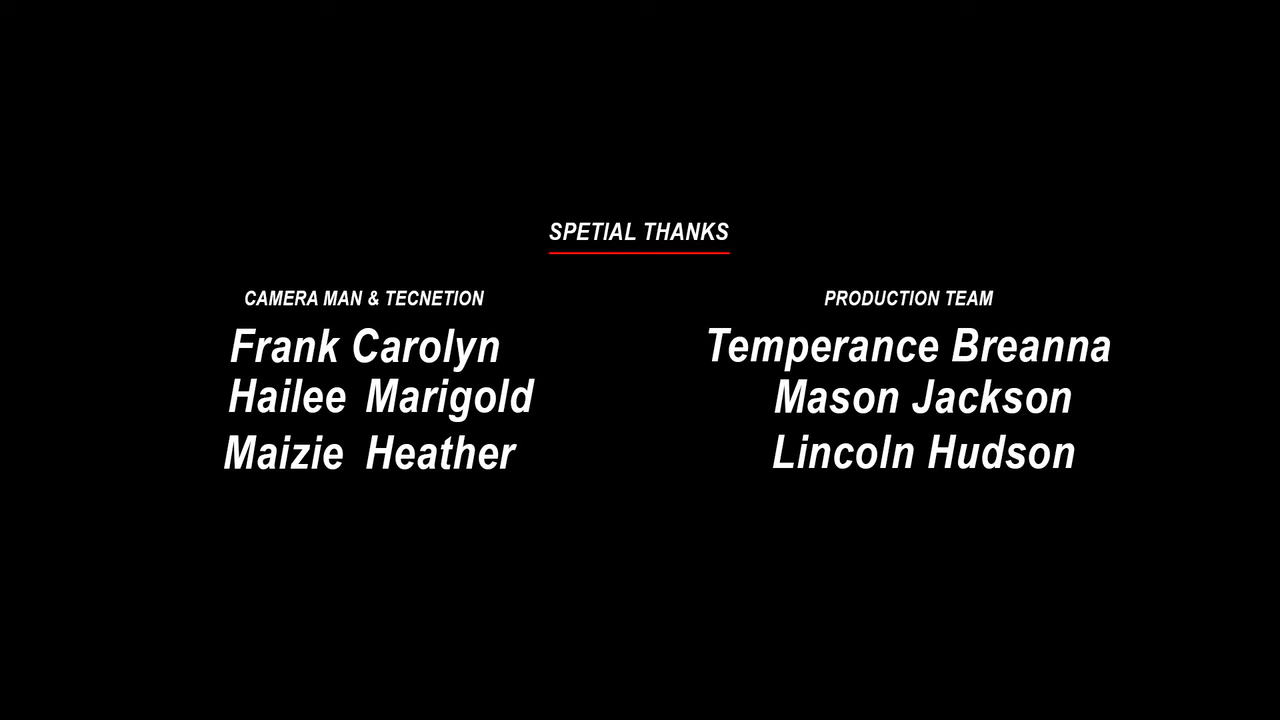 SPETIAL THANKS
CAMERA MAN & TECNETION
Frank Carolyn
Hailee Marigold
Maizie Heather
PRODUCTION TEAM
Temperance Breanna
Mason Jackson
Lincoln Hudson